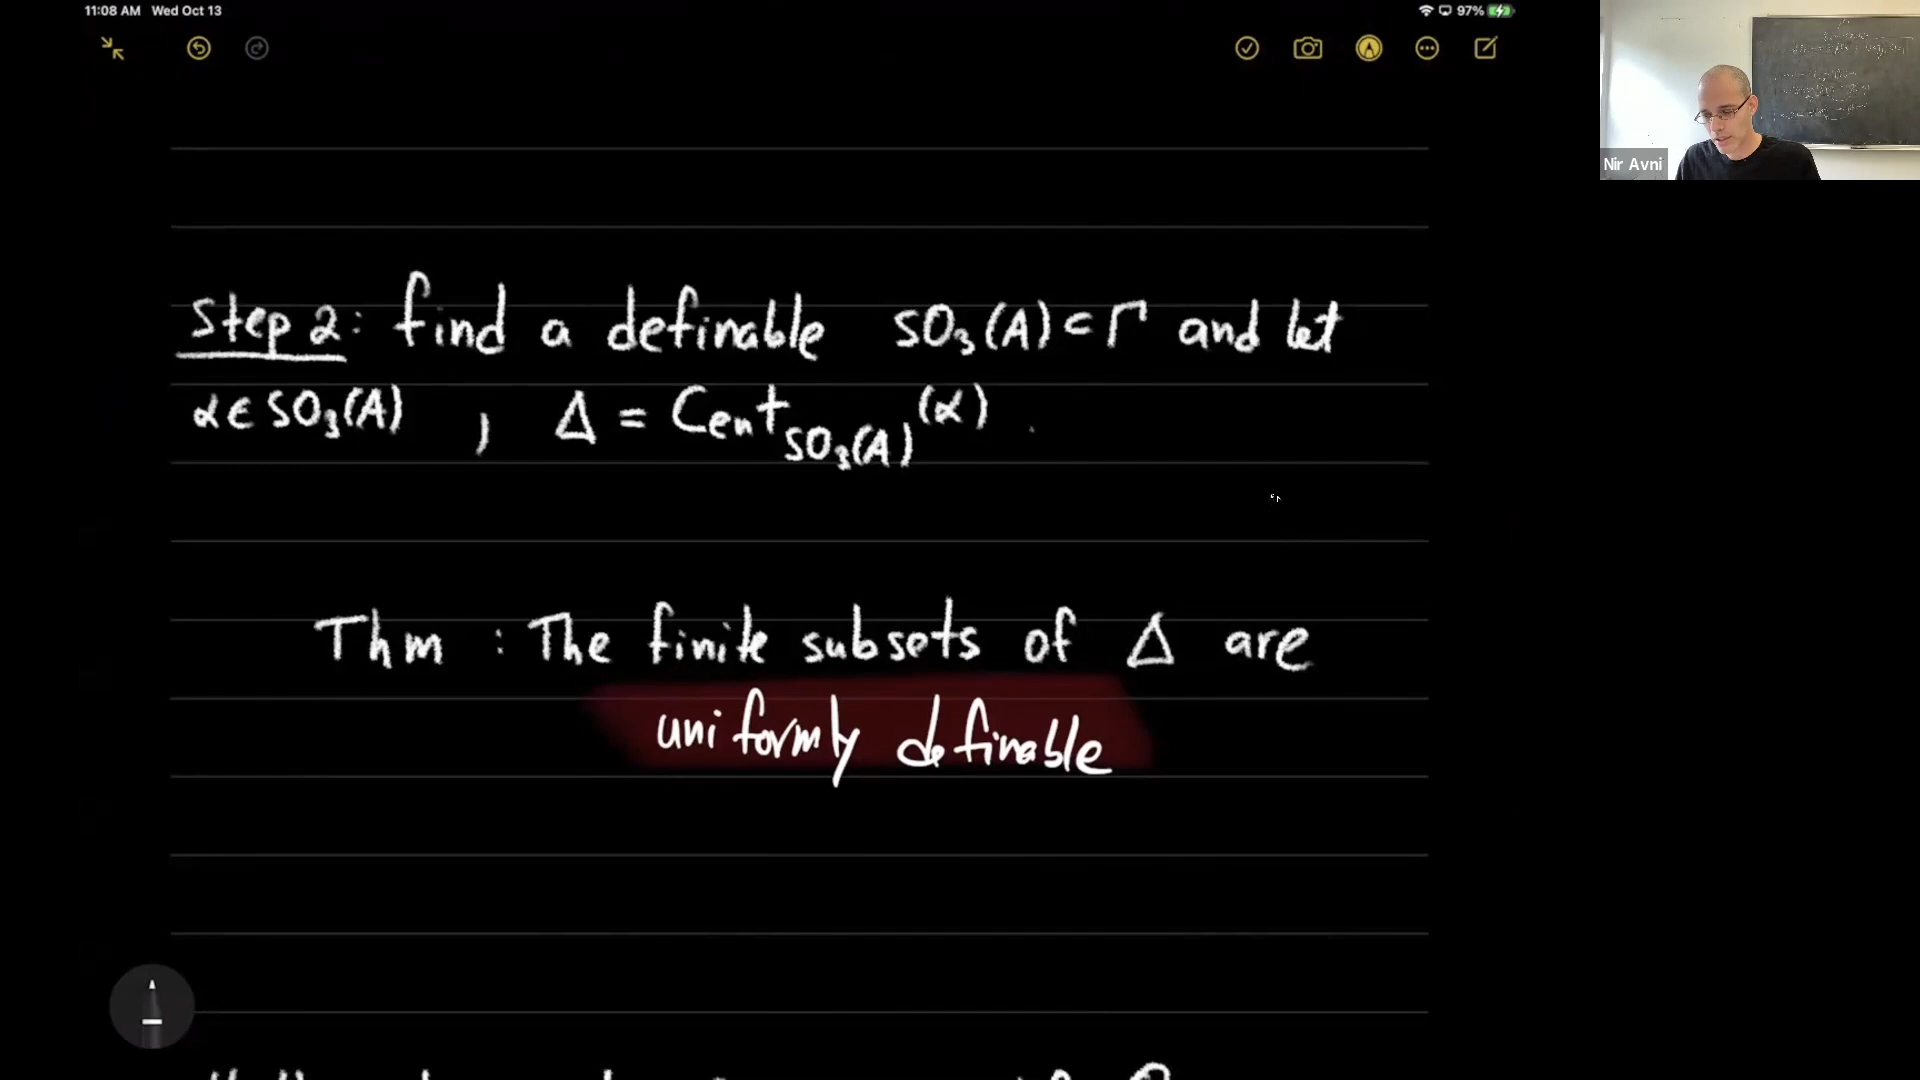 11:08 AM Wed Oct 13
97%
Nir Avni
Step 2: find a definable SO₃(A) ⊂ Γ and let
α ∈ SO₃(A) , Δ = Cent_SO₃(A) (α) .
Thm : The finite subsets of Δ are
uniformly definable